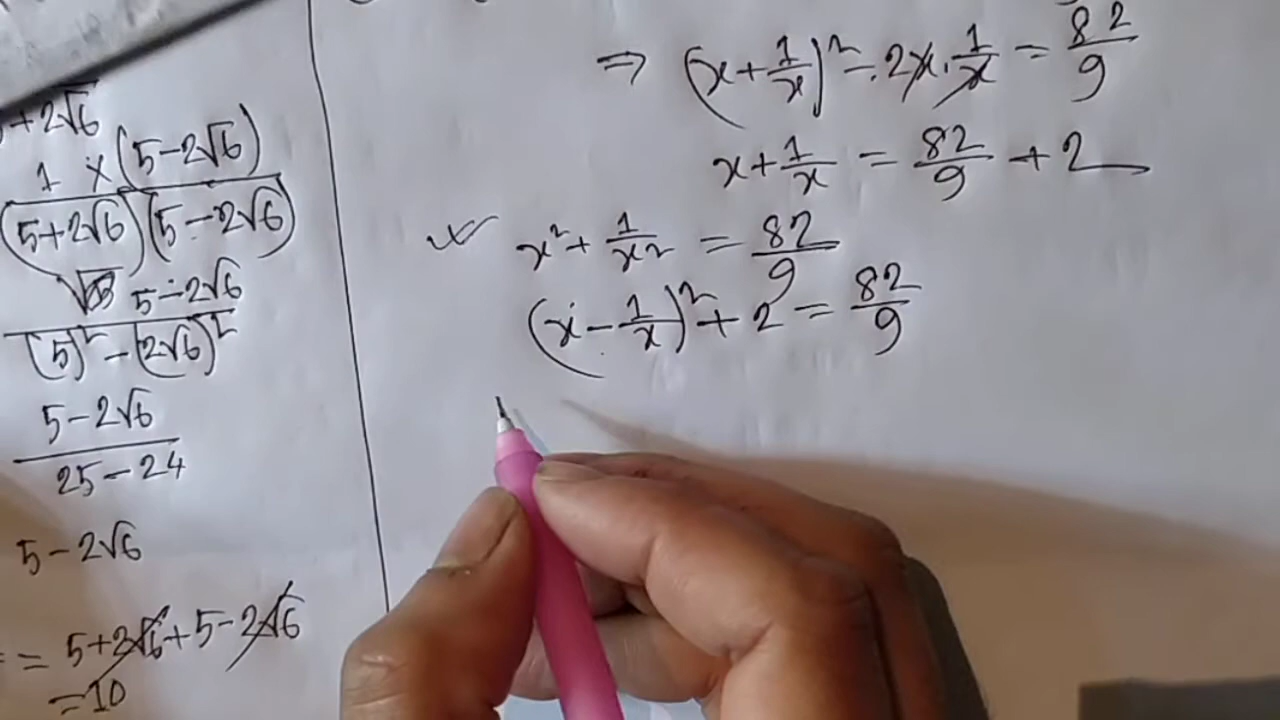 +2√6
1 × (5-2√6)
(5+2√6)(5-2√6)
5-2√6
(5)² - (2√6)²
5-2√6
25-24
5-2√6
= 5+2√6+5-2√6
=10
⇒ (x+1/x)² - 2x.1/x = 82/9
x+1/x = 82/9 + 2
x² + 1/x2 = 82/9
(x - 1/x)² + 2 = 82/9